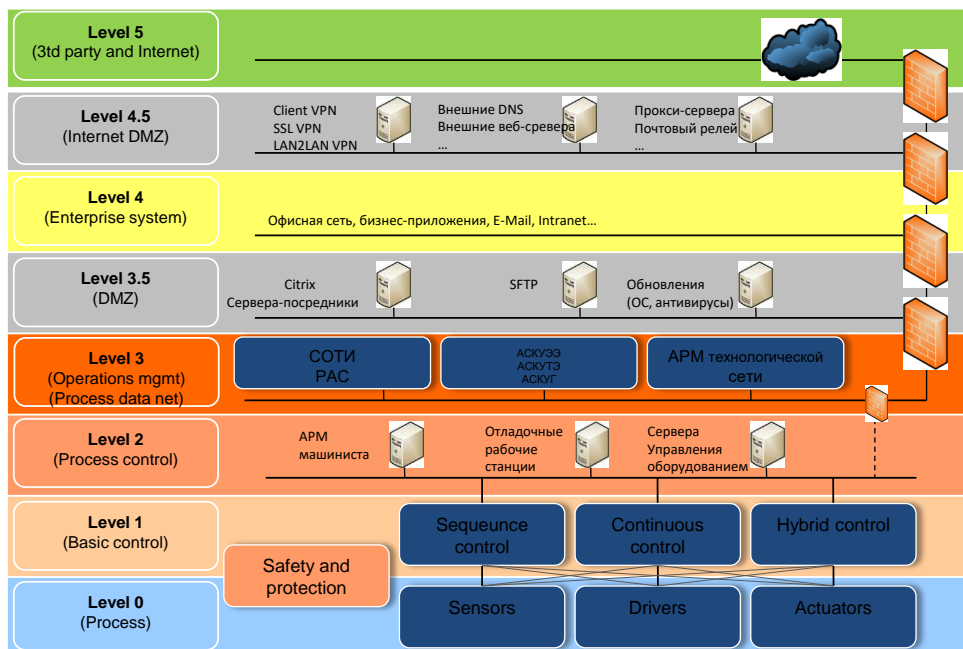 Level 5
(3td party and Internet)
Level 4.5
(Internet DMZ)
Client VPN
SSL VPN
LAN2LAN VPN
Внешние DNS
Внешние веб-сревера
...
Прокси-сервера
Почтовый релей
...
Level 4
(Enterprise system)
Офисная сеть, бизнес-приложения, E-Mail, Intranet...
Level 3.5
(DMZ)
Citrix
Сервера-посредники
SFTP
Обновления
(ОС, антивирусы)
Level 3
(Operations mgmt)
(Process data net)
СОТИ
РАС
АСКУЭЭ
АСКУТЭ
АСКУГ
АРМ технологической
сети
Level 2
(Process control)
АРМ
машиниста
Отладочные
рабочие
станции
Сервера
Управления
оборудованием
Level 1
(Basic control)
Sequeunce
control
Continuous
control
Hybrid control
Safety and
protection
Level 0
(Process)
Sensors
Drivers
Actuators